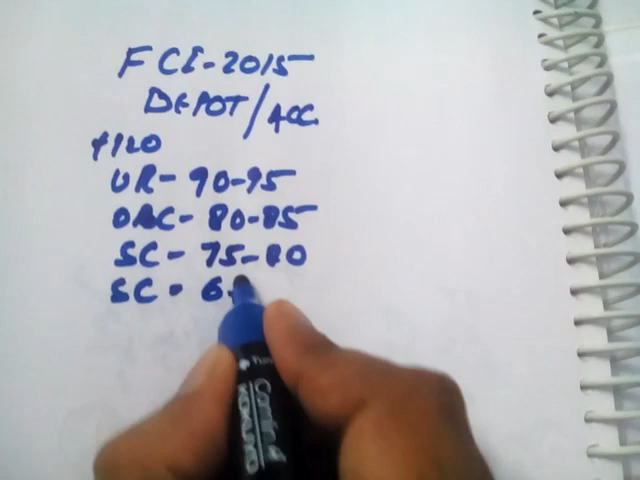 FCI-2015
DEPOT/ACC.
/120
UR-90-95
OBC-80-85
SC-75-80
SC-6